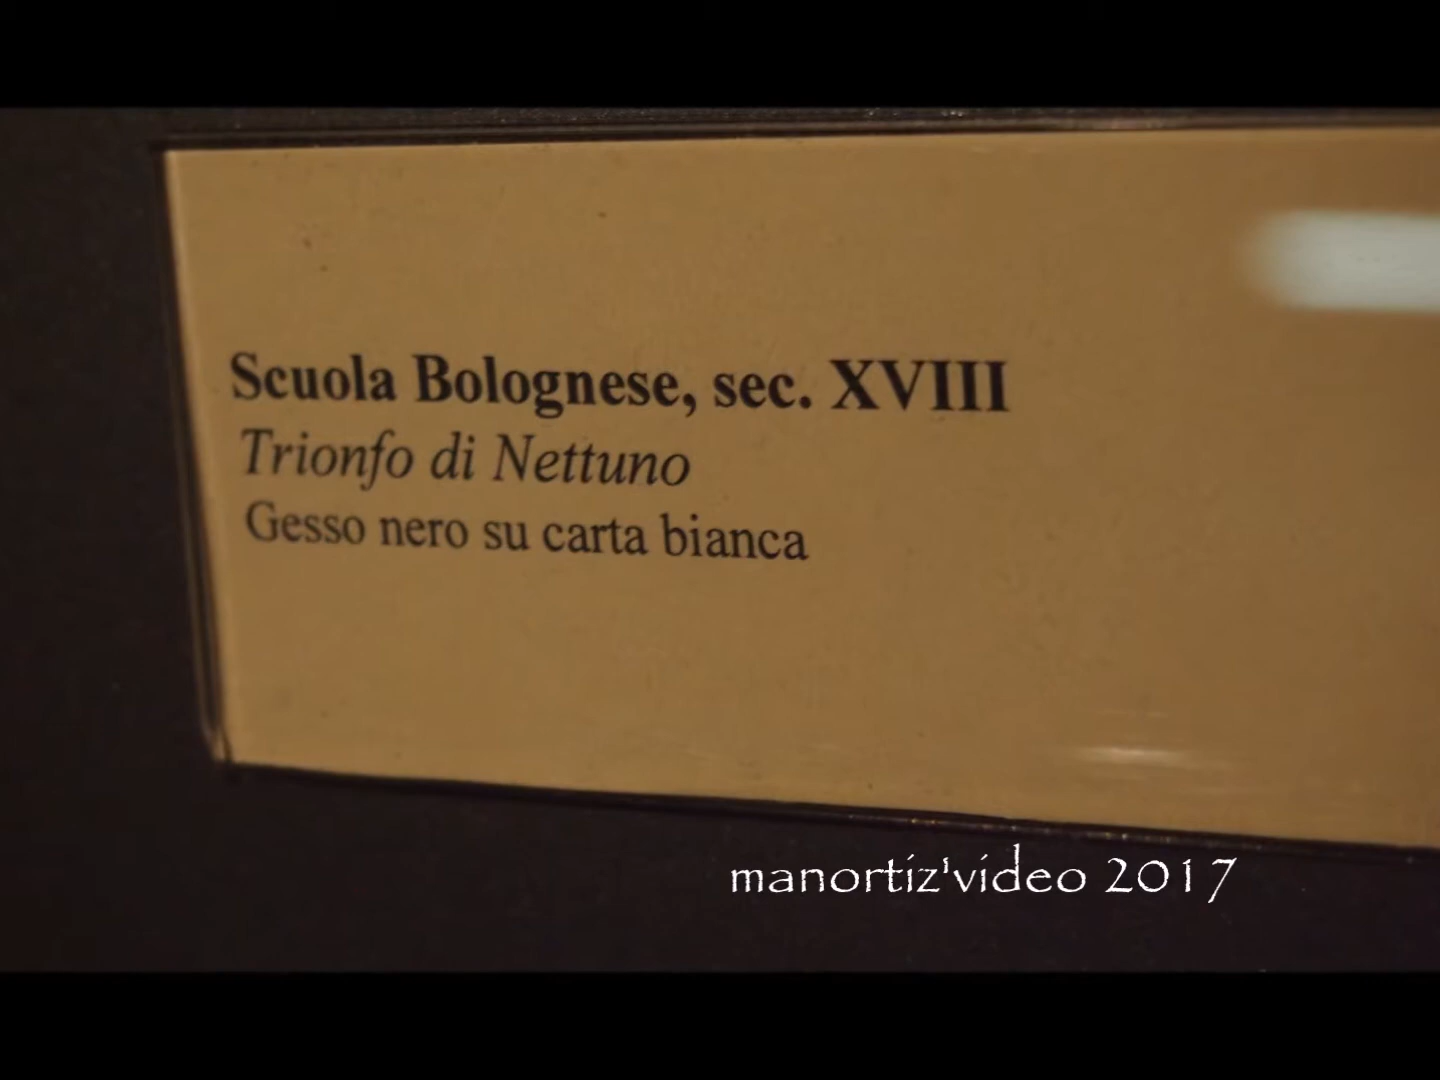 Scuola Bolognese, sec. XVIII
Trionfo di Nettuno
Gesso nero su carta bianca
manortiz'video 2017